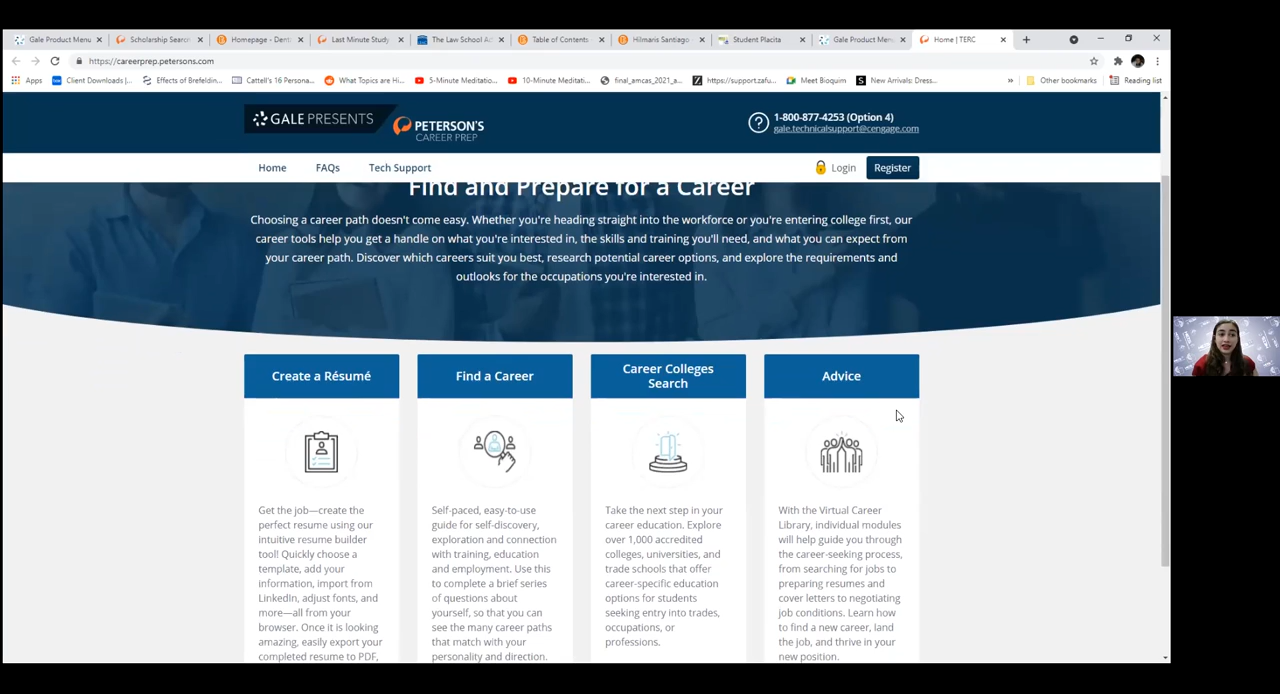 Gale Product Menu
Scholarship Searc
Homepage - Dent
Last Minute Study
The Law School Ad
Table of Contents
Hilmaris Santiago
Student Placita
Gale Product Men
Home | TERC
https://careerprep.petersons.com
Apps
Client Downloads |...
Effects of Brefeldin...
Cattell's 16 Persona...
What Topics are Hi...
5-Minute Meditatio...
10-Minute Meditati...
final_amcas_2021_a...
https://support.zafu...
Meet Bioquim
New Arrivals: Dress...
»
Other bookmarks
Reading list
GALE PRESENTS
PETERSON'S
CAREER PREP
1-800-877-4253 (Option 4)
gale.technicalsupport@cengage.com
Home
FAQs
Tech Support
Login
Register
Find and Prepare for a Career
Choosing a career path doesn't come easy. Whether you're heading straight into the workforce or you're entering college first, our
career tools help you get a handle on what you're interested in, the skills and training you'll need, and what you can expect from
your career path. Discover which careers suit you best, research potential career options, and explore the requirements and
outlooks for the occupations you're interested in.
Create a Résumé
Get the job—create the
perfect resume using our
intuitive resume builder
tool! Quickly choose a
template, add your
information, import from
LinkedIn, adjust fonts, and
more—all from your
browser. Once it is looking
amazing, easily export your
completed resume to PDF,
Find a Career
Self-paced, easy-to-use
guide for self-discovery,
exploration and connection
with training, education
and employment. Use this
to complete a brief series
of questions about
yourself, so that you can
see the many career paths
that match with your
personality and direction.
Career Colleges
Search
Take the next step in your
career education. Explore
over 1,000 accredited
colleges, universities, and
trade schools that offer
career-specific education
options for students
seeking entry into trades,
occupations, or
professions.
Advice
With the Virtual Career
Library, individual modules
will help guide you through
the career-seeking process,
from searching for jobs to
preparing resumes and
cover letters to negotiating
job conditions. Learn how
to find a new career, land
the job, and thrive in your
new position.